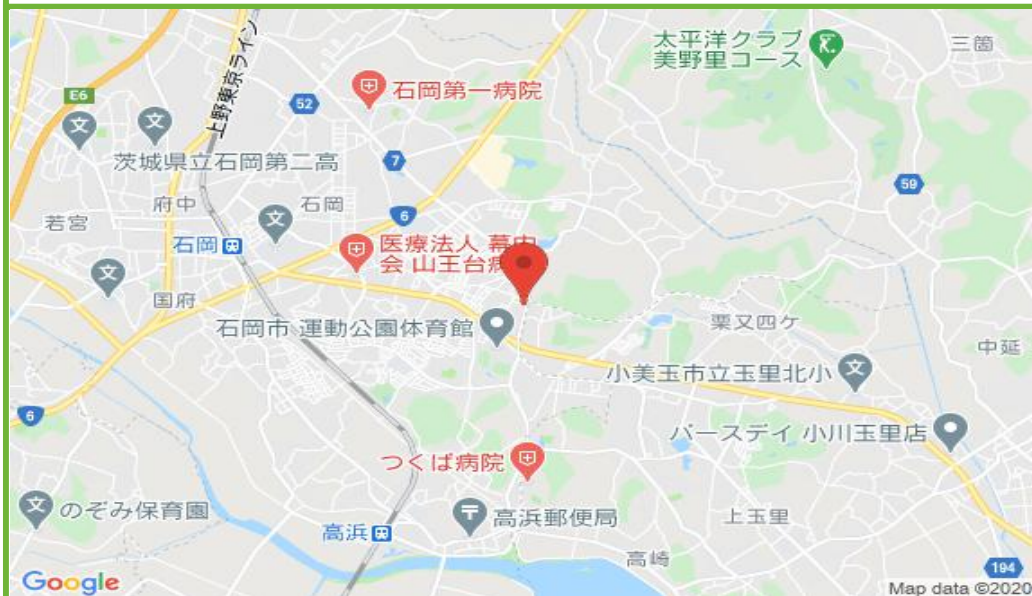 太平洋クラブ
美野里コース
三箇
上野東京ライン
E6
52
石岡第一病院
茨城県立石岡第二高
7
59
府中
石岡
若宮
6
石岡
医療法人 幕内
会 山王台病
国府
石岡市 運動公園体育館
栗又四ケ
中延
小美玉市立玉里北小
6
バースデイ 小川玉里店
つくば病院
のぞみ保育園
高浜郵便局
上玉里
高浜
高崎
194
Google
Map data ©2020